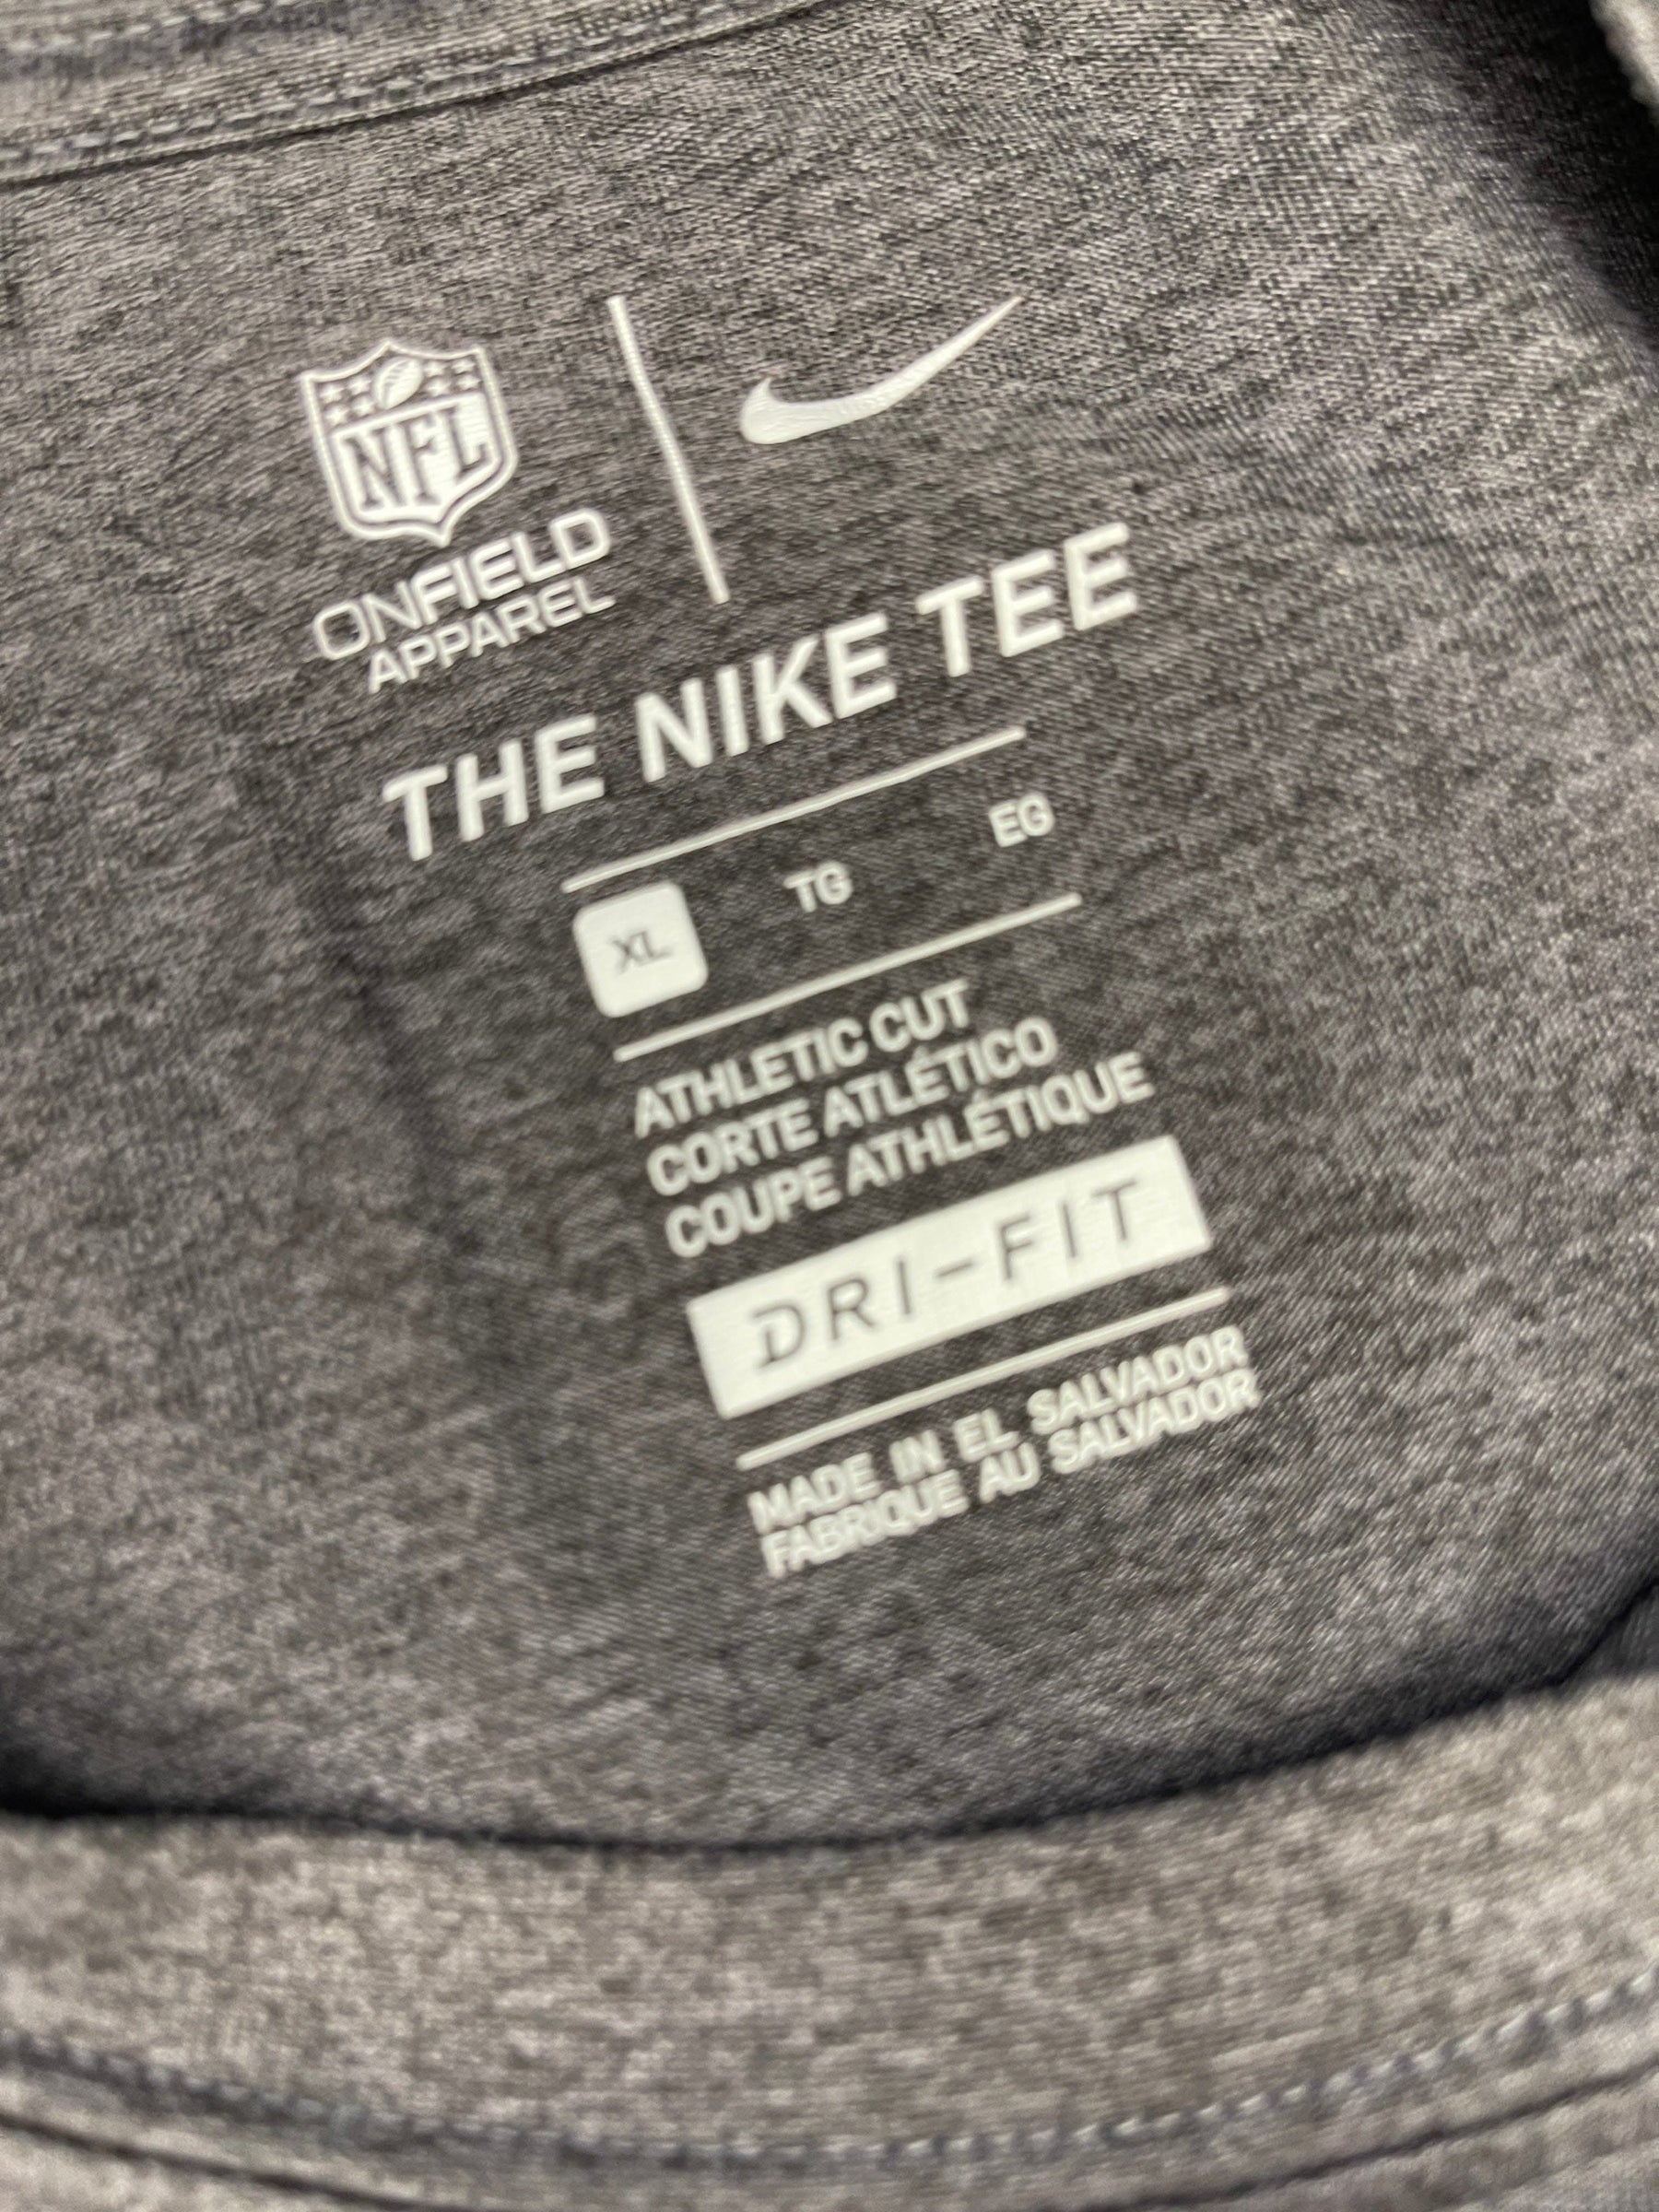 NFL
ONFIELD
APPAREL
THE NIKE TEE
XL TG EG
ATHLETIC CUT
CORTE ATLÉTICO
COUPE ATHLÉTIQUE
DRI-FIT
MADE IN EL SALVADOR
FABRIQUE AU SALVADOR